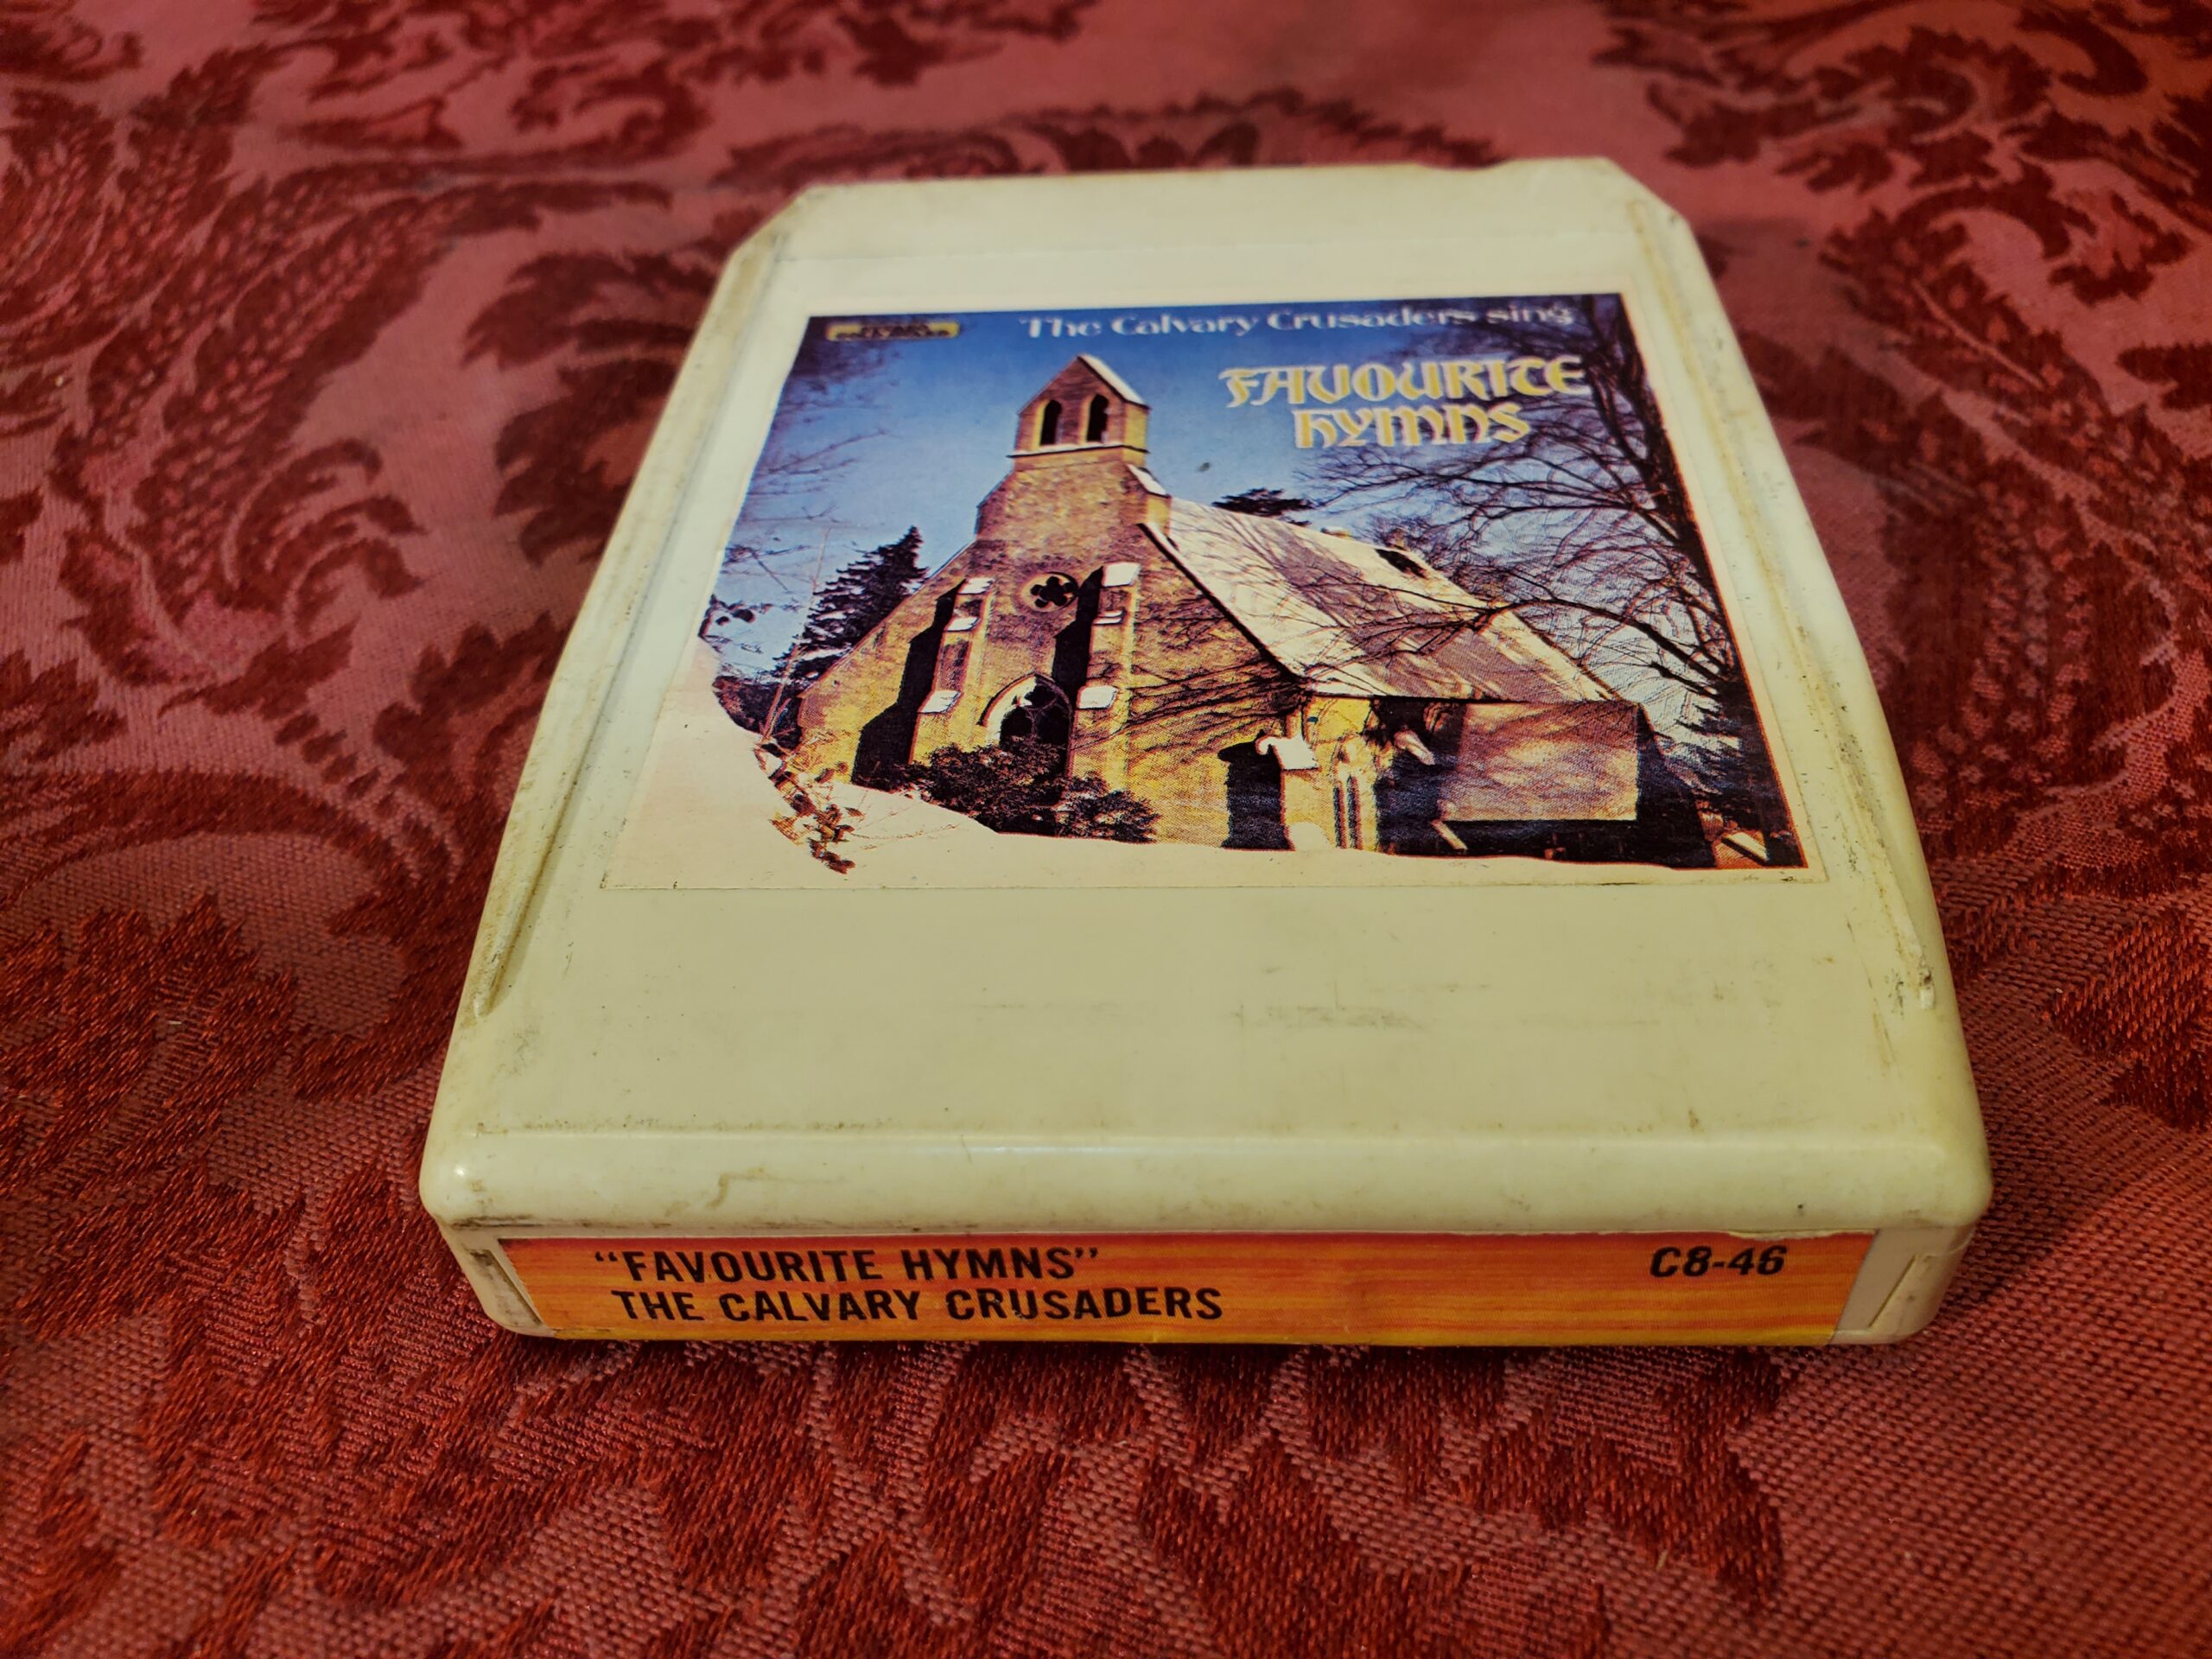 The Calvary Crusaders sing
FAVOURITE
HYMNS
“FAVOURITE HYMNS”
C8-46
THE CALVARY CRUSADERS